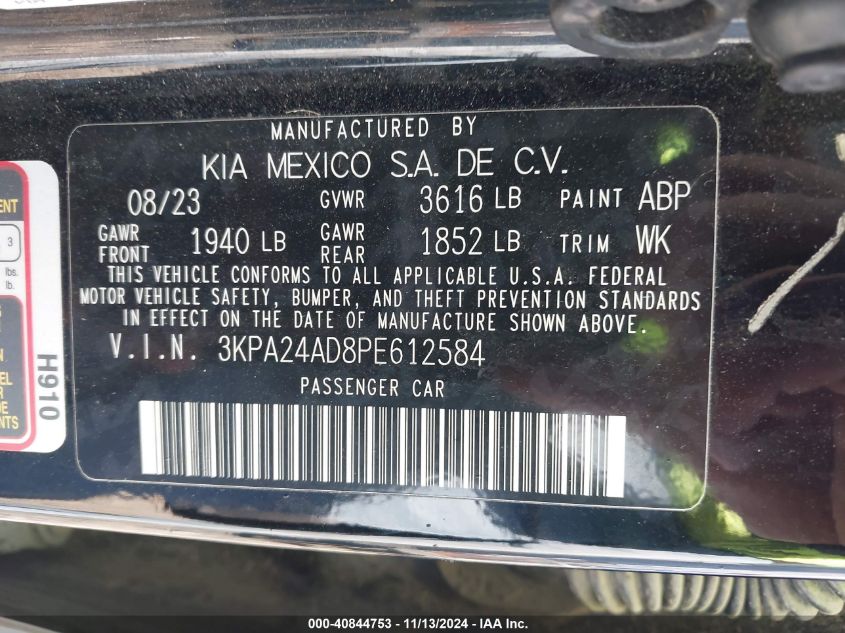 MANUFACTURED BY
KIA MEXICO S.A. DE C.V.
08/23 GVWR 3616 LB PAINT ABP
GAWR FRONT 1940 LB GAWR REAR 1852 LB TRIM WK
THIS VEHICLE CONFORMS TO ALL APPLICABLE U.S.A. FEDERAL
MOTOR VEHICLE SAFETY, BUMPER, AND THEFT PREVENTION STANDARDS
IN EFFECT ON THE DATE OF MANUFACTURE SHOWN ABOVE.
V.I.N. 3KPA24AD8PE612584
PASSENGER CAR
3
lbs.
lb.
H910
000-40844753 - 11/13/2024 - IAA Inc.